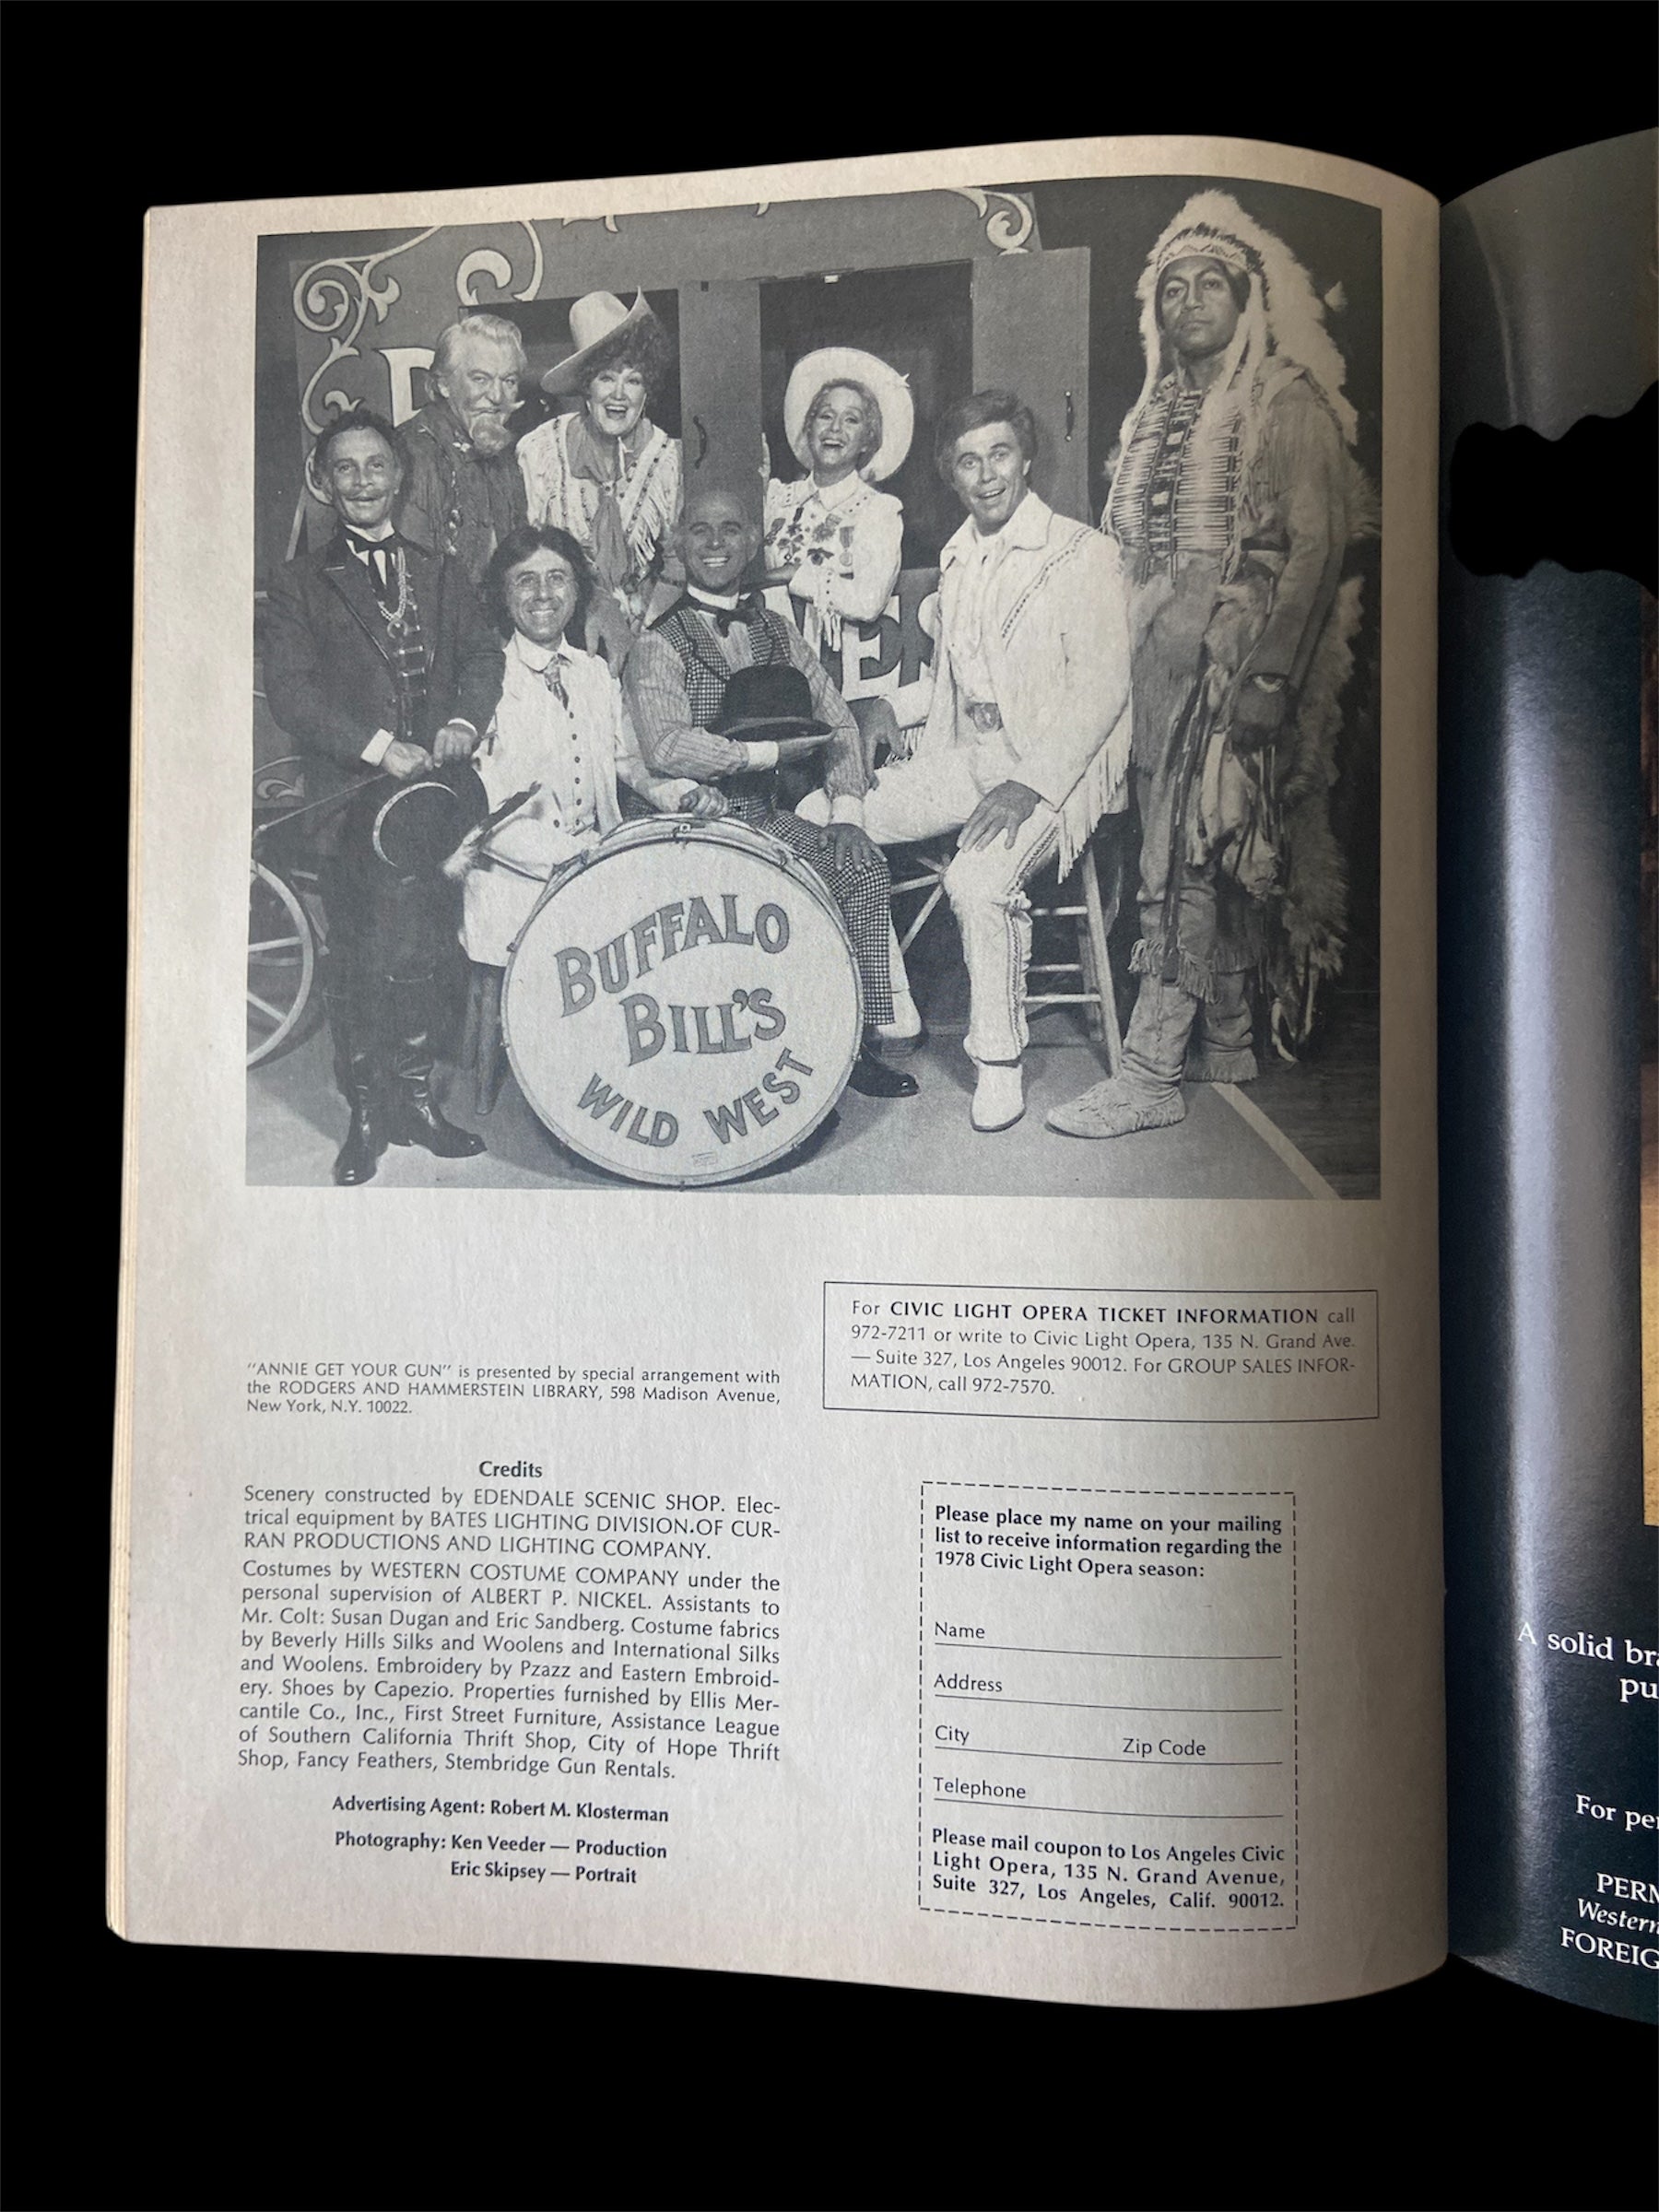 BUFFALO
BILL'S
WILD WEST
"ANNIE GET YOUR GUN" is presented by special arrangement with
the RODGERS AND HAMMERSTEIN LIBRARY, 598 Madison Avenue,
New York, N.Y. 10022.
Credits
Scenery constructed by EDENDALE SCENIC SHOP. Elec-
trical equipment by BATES LIGHTING DIVISION OF CUR-
RAN PRODUCTIONS AND LIGHTING COMPANY.
Costumes by WESTERN COSTUME COMPANY under the
personal supervision of ALBERT P. NICKEL. Assistants to
Mr. Colt: Susan Dugan and Eric Sandberg. Costume fabrics
by Beverly Hills Silks and Woolens and International Silks
and Woolens. Embroidery by Pzazz and Eastern Embroid-
ery. Shoes by Capezio. Properties furnished by Ellis Mer-
cantile Co., Inc., First Street Furniture, Assistance League
of Southern California Thrift Shop, City of Hope Thrift
Shop, Fancy Feathers, Stembridge Gun Rentals.
Advertising Agent: Robert M. Klosterman
Photography: Ken Veeder — Production
Eric Skipsey — Portrait
For CIVIC LIGHT OPERA TICKET INFORMATION call
972-7211 or write to Civic Light Opera, 135 N. Grand Ave.
— Suite 327, Los Angeles 90012. For GROUP SALES INFOR-
MATION, call 972-7570.
Please place my name on your mailing
list to receive information regarding the
1978 Civic Light Opera season:
Name
Address
City Zip Code
Telephone
Please mail coupon to Los Angeles Civic
Light Opera, 135 N. Grand Avenue,
Suite 327, Los Angeles, Calif. 90012.
A solid
For
Western